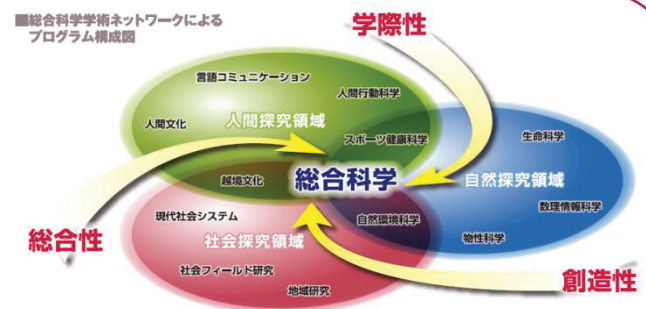 ■総合科学学術ネットワークによる
プログラム構成図
学際性
言語コミュニケーション
人間行動科学
人間文化
人間探究領域
スポーツ健康科学
生命科学
越境文化
総合科学
自然探究領域
現代社会システム
自然環境科学
数理情報科学
総合性
社会探究領域
物性科学
社会フィールド研究
創造性
地域研究